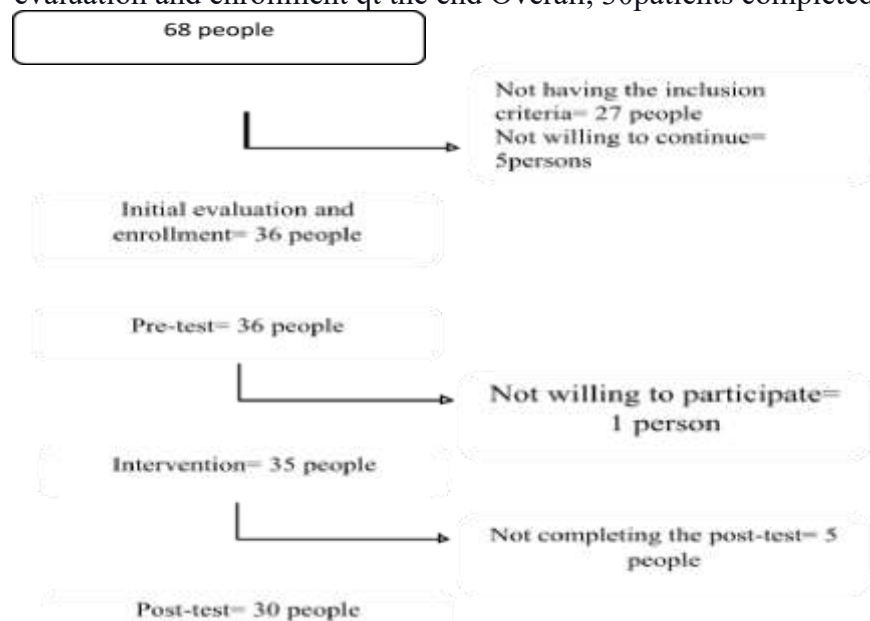 evaluation and enrollment qt the end Overall, 30patients completed
68 people
Not having the inclusion
criteria= 27 people
Not willing to continue=
5persons
Initial evaluation and
enrollment= 36 people
Pre-test= 36 people
Not willing to participate=
1 person
Intervention= 35 people
Not completing the post-test= 5
people
Post-test= 30 people